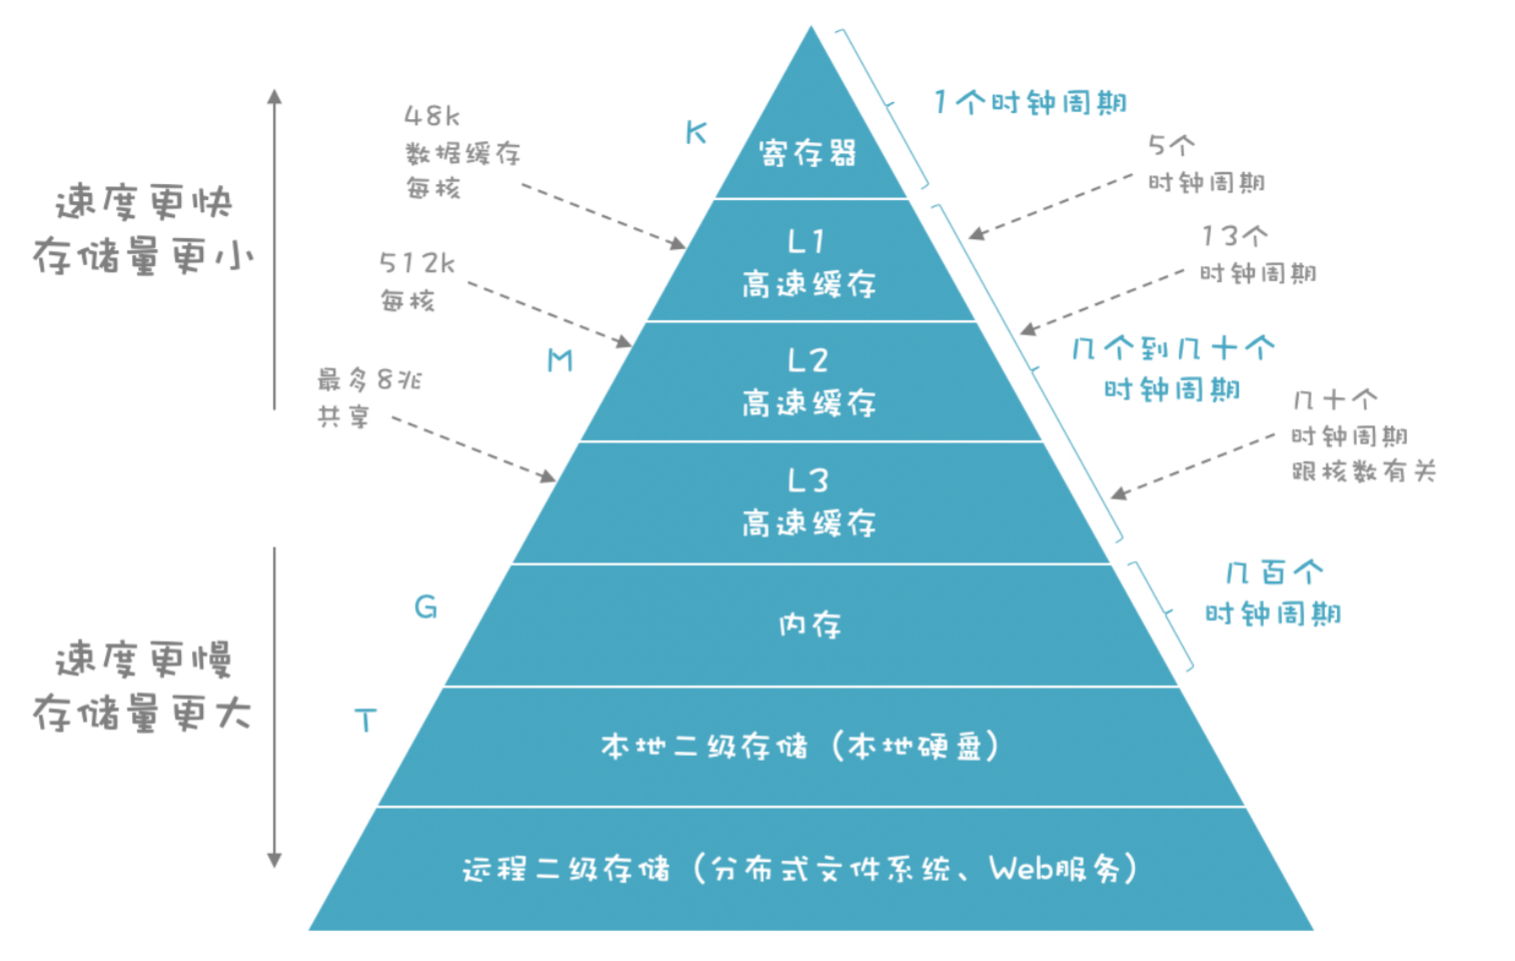 1个时钟周期
48k
数据缓存
每核
K
寄存器
5个
时钟周期
速度更快
存储量更小
L1
高速缓存
13个
时钟周期
512k
每核
M
L2
高速缓存
几个到几十个
时钟周期
最多8兆
共享
几十个
时钟周期
跟核数有关
L3
高速缓存
几百个
时钟周期
G
内存
速度更慢
存储量更大
T
本地二级存储（本地硬盘）
远程二级存储（分布式文件系统、Web服务）